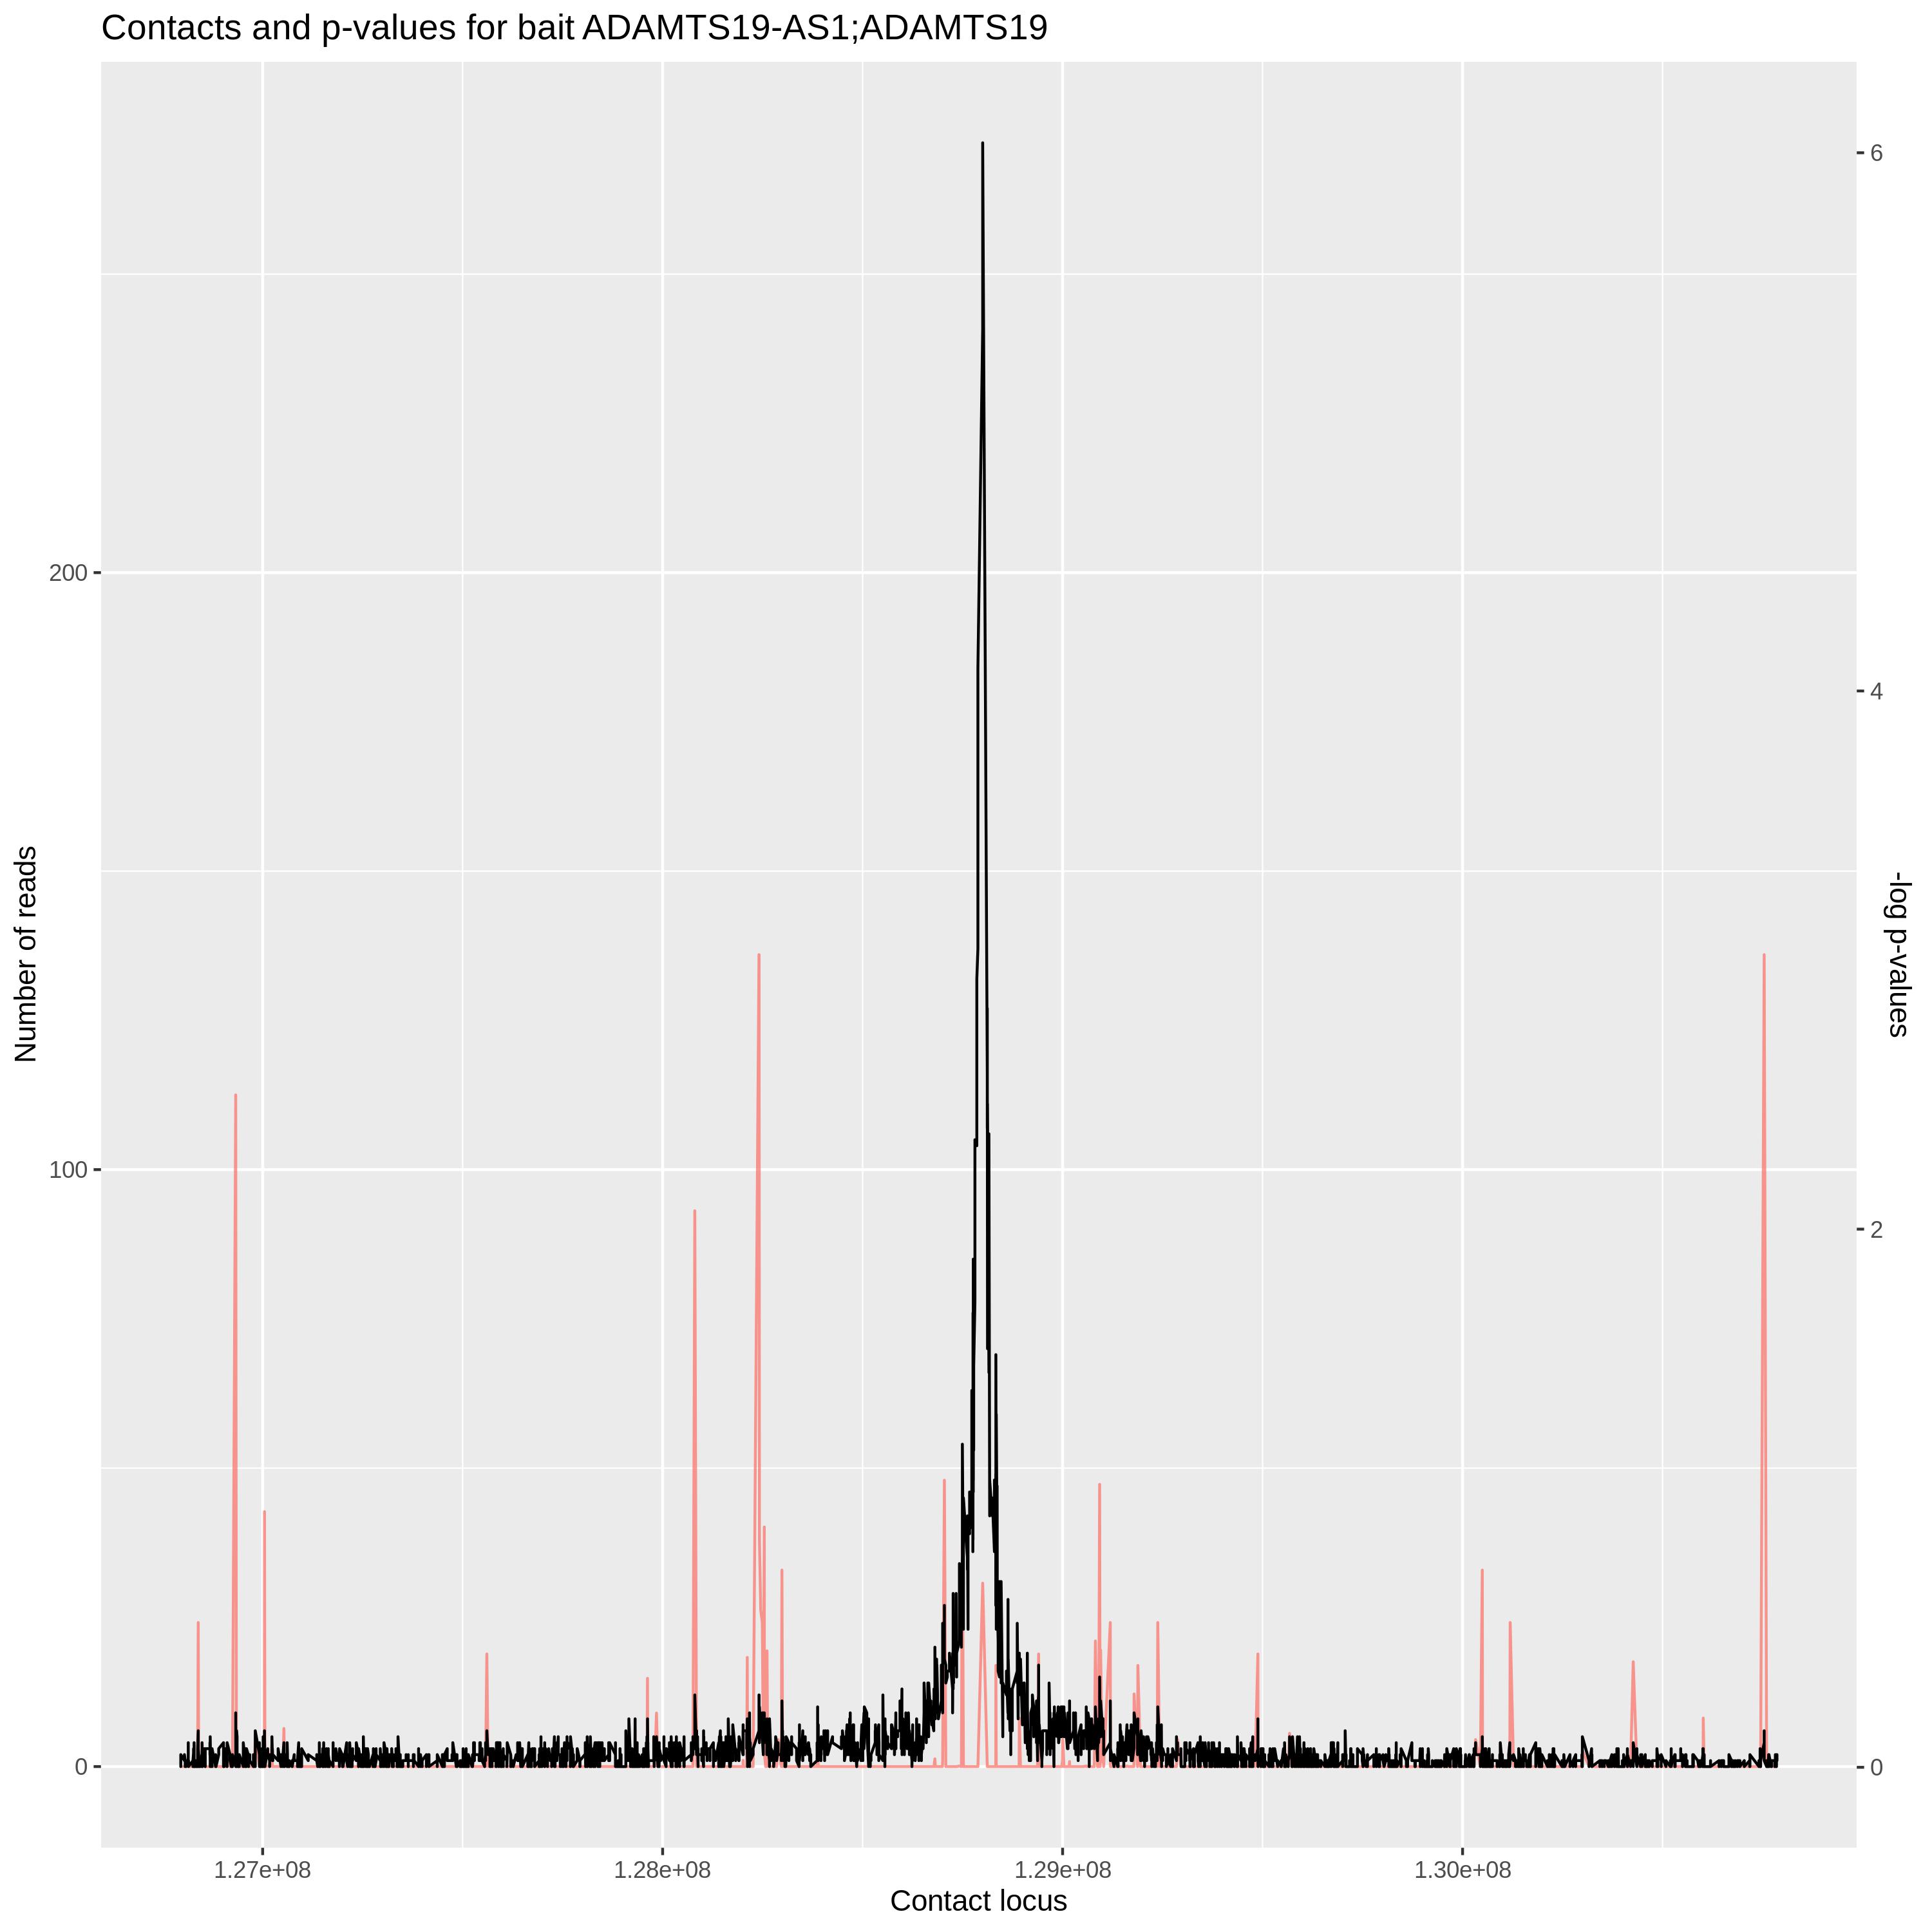 Contacts and p-values for bait ADAMTS19-AS1;ADAMTS19
Number of reads
200
100
0
6
4
2
0
-log p-values
1.27e+08
1.28e+08
1.29e+08
1.30e+08
Contact locus